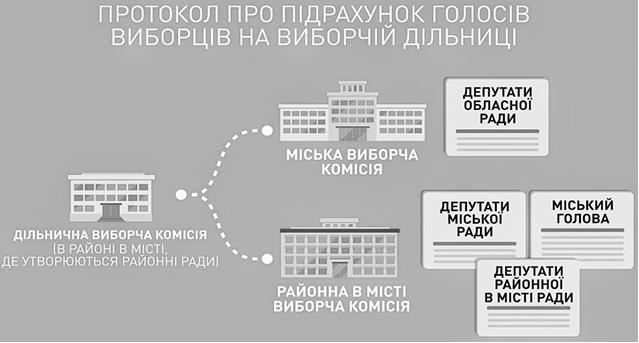 ПРОТОКОЛ ПРО ПІДРАХУНОК ГОЛОСІВ
ВИБОРЦІВ НА ВИБОРЧІЙ ДІЛЬНИЦІ
ДЕПУТАТИ
ОБЛАСНОЇ
РАДИ
МІСЬКА ВИБОРЧА
КОМІСІЯ
ДІЛЬНИЧНА ВИБОРЧА КОМІСІЯ
(В РАЙОНІ В МІСТІ,
ДЕ УТВОРЮЮТЬСЯ РАЙОННІ РАДИ)
РАЙОННА В МІСТІ
ВИБОРЧА КОМІСІЯ
ДЕПУТАТИ
МІСЬКОЇ
РАДИ
МІСЬКИЙ
ГОЛОВА
ДЕПУТАТИ
РАЙОННОЇ
В МІСТІ РАДИ